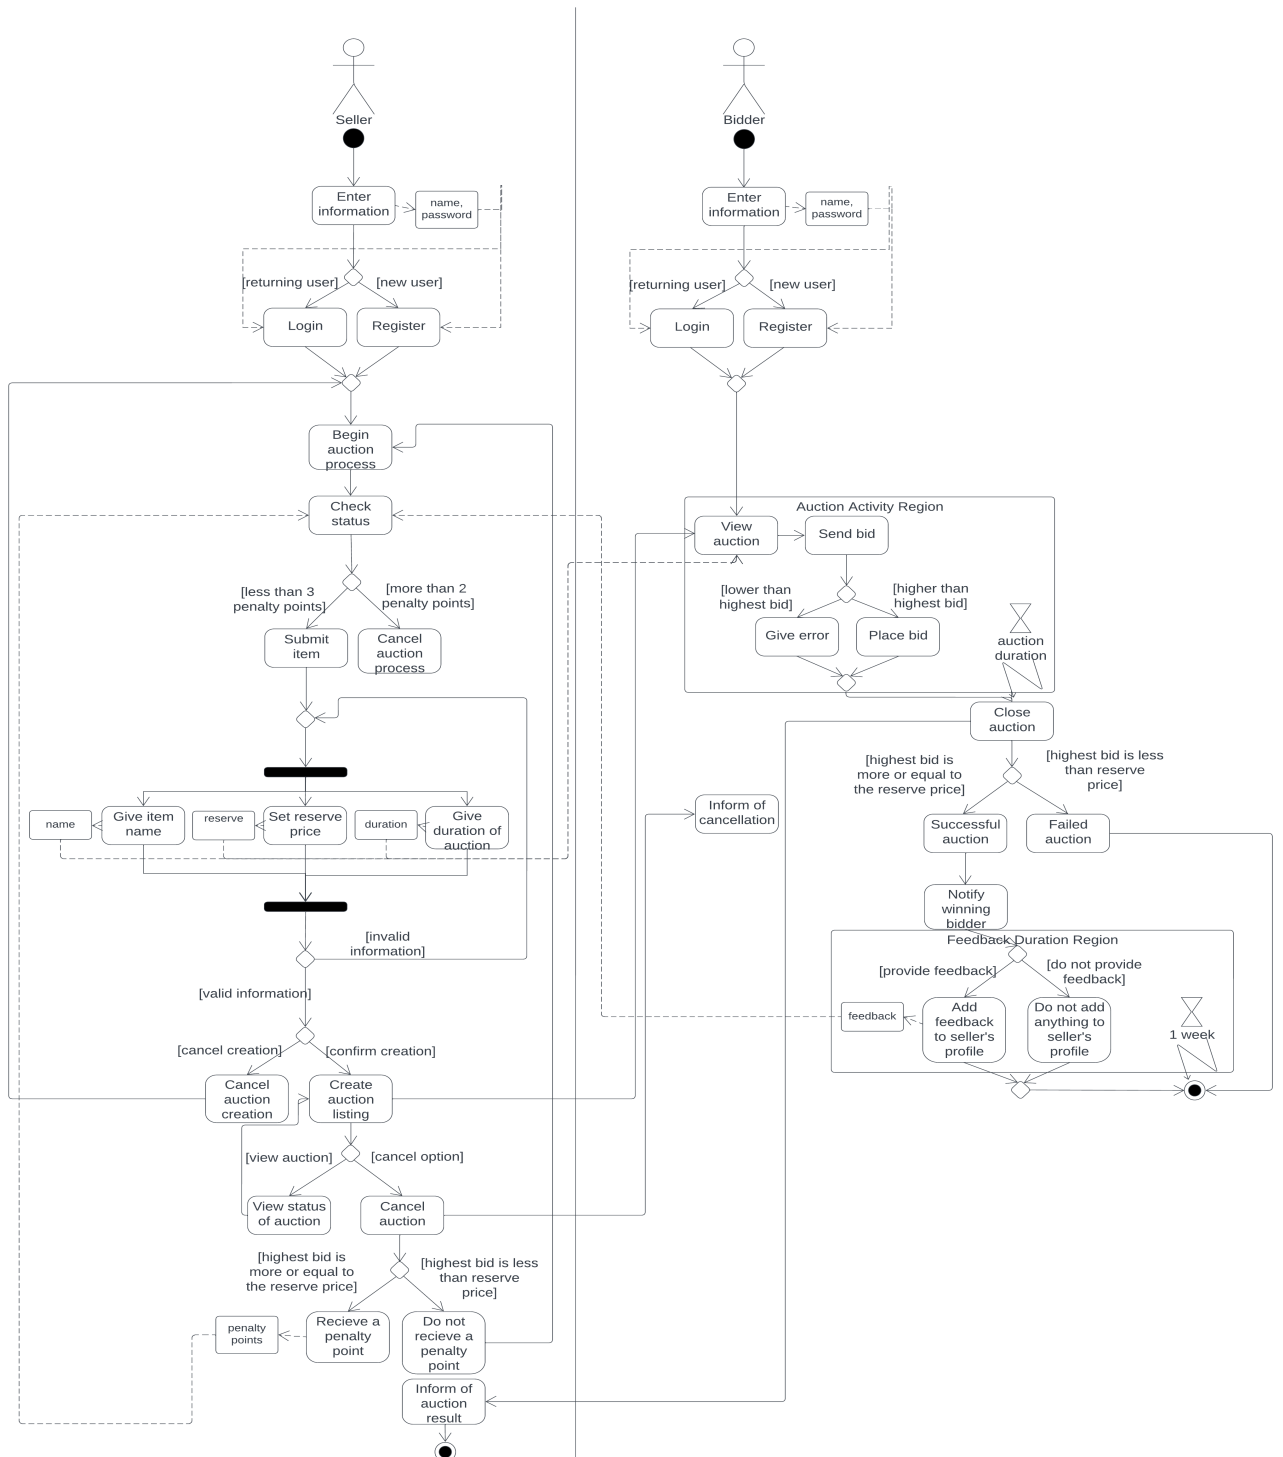 Seller
Bidder
Enter
information
name,
password
Enter
information
name,
password
[returning user]
[new user]
[returning user]
[new user]
Login
Register
Login
Register
Begin
auction
process
Check
status
Auction Activity Region
View
auction
Send bid
[less than 3
penalty points]
[more than 2
penalty points]
[lower than
highest bid]
[higher than
highest bid]
Submit
item
Cancel
auction
process
Give error
Place bid
auction
duration
Close
auction
[highest bid is
more or equal to
the reserve price]
[highest bid is less
than reserve
price]
name
Give item
name
reserve
Set reserve
price
duration
Give
duration of
auction
Inform of
cancellation
Successful
auction
Failed
auction
Notify
winning
bidder
[invalid
information]
Feedback Duration Region
[provide feedback]
[do not provide
feedback]
[valid information]
feedback
Add
feedback
to seller's
profile
Do not add
anything to
seller's
profile
1 week
[cancel creation]
[confirm creation]
Cancel
auction
creation
Create
auction
listing
[view auction]
[cancel option]
View status
of auction
Cancel
auction
[highest bid is
more or equal to
the reserve price]
[highest bid is less
than reserve
price]
penalty
points
Recieve a
penalty
point
Do not
recieve a
penalty
point
Inform of
auction
result